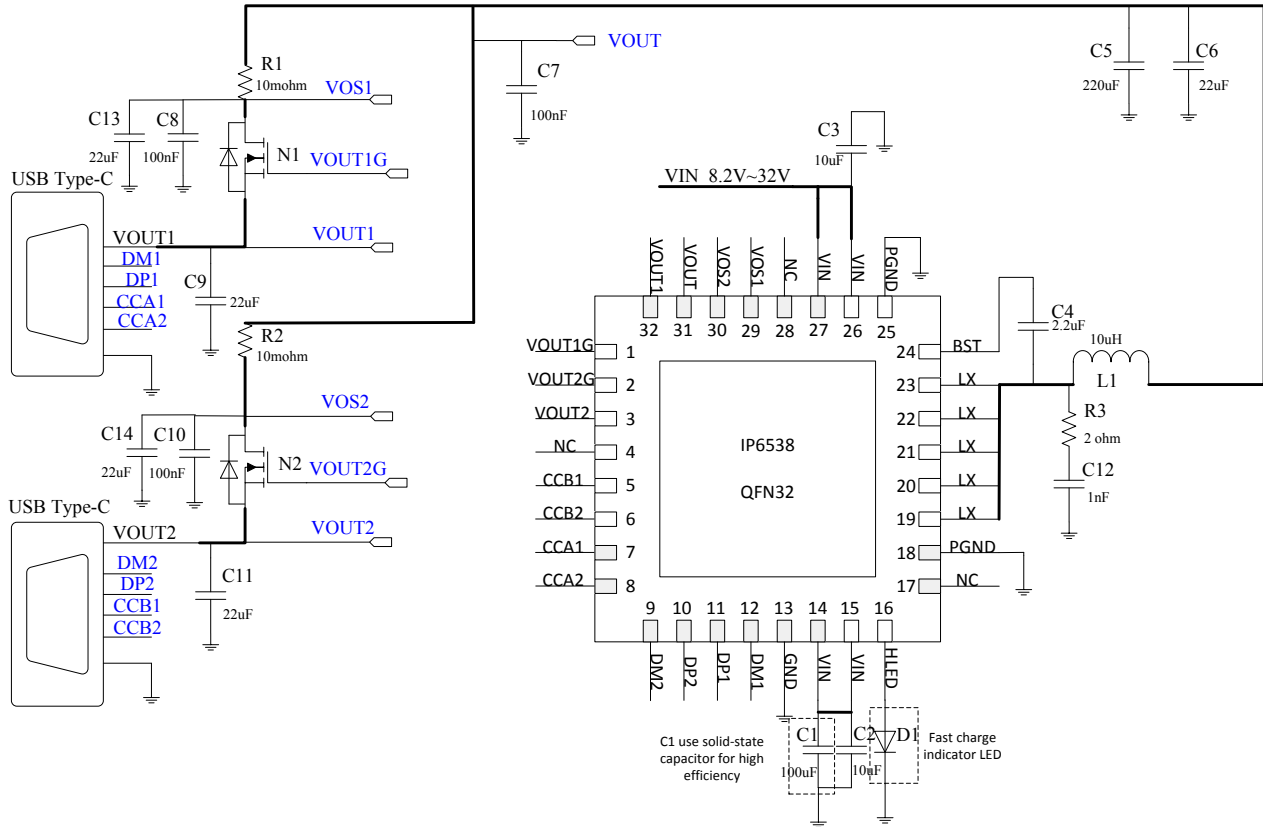 VOUT
R1
10mohm
C7
100nF
C5
220uF
C6
22uF
VOS1
C13
22uF
C8
100nF
N1
VOUT1G
C3
10uF
VIN 8.2V~32V
USB Type-C
VOUT1
DM1
DP1
CCA1
CCA2
VOUT1
C9
22uF
R2
10mohm
VOS2
C14
22uF
C10
100nF
N2
VOUT2G
USB Type-C
VOUT2
DM2
DP2
CCB1
CCB2
VOUT2
C11
22uF
VOUT1
VOUT
VOS2
VOS1
NC
VIN
VIN
PGND
32
31
30
29
28
27
26
25
VOUT1G 1
VOUT2G 2
VOUT2 3
NC 4
CCB1 5
CCB2 6
CCA1 7
CCA2 8
IP6538
QFN32
24 BST
23 LX
22 LX
21 LX
20 LX
19 LX
18 PGND
17 NC
9
10
11
12
13
14
15
16
DM2
DP2
DP1
DM1
GND
VIN
VIN
HLED
C4
2.2uF
10uH
L1
R3
2 ohm
C12
1nF
C1 use solid-state
capacitor for high
efficiency
C1
100uF
C2
10uF
D1
Fast charge
indicator LED